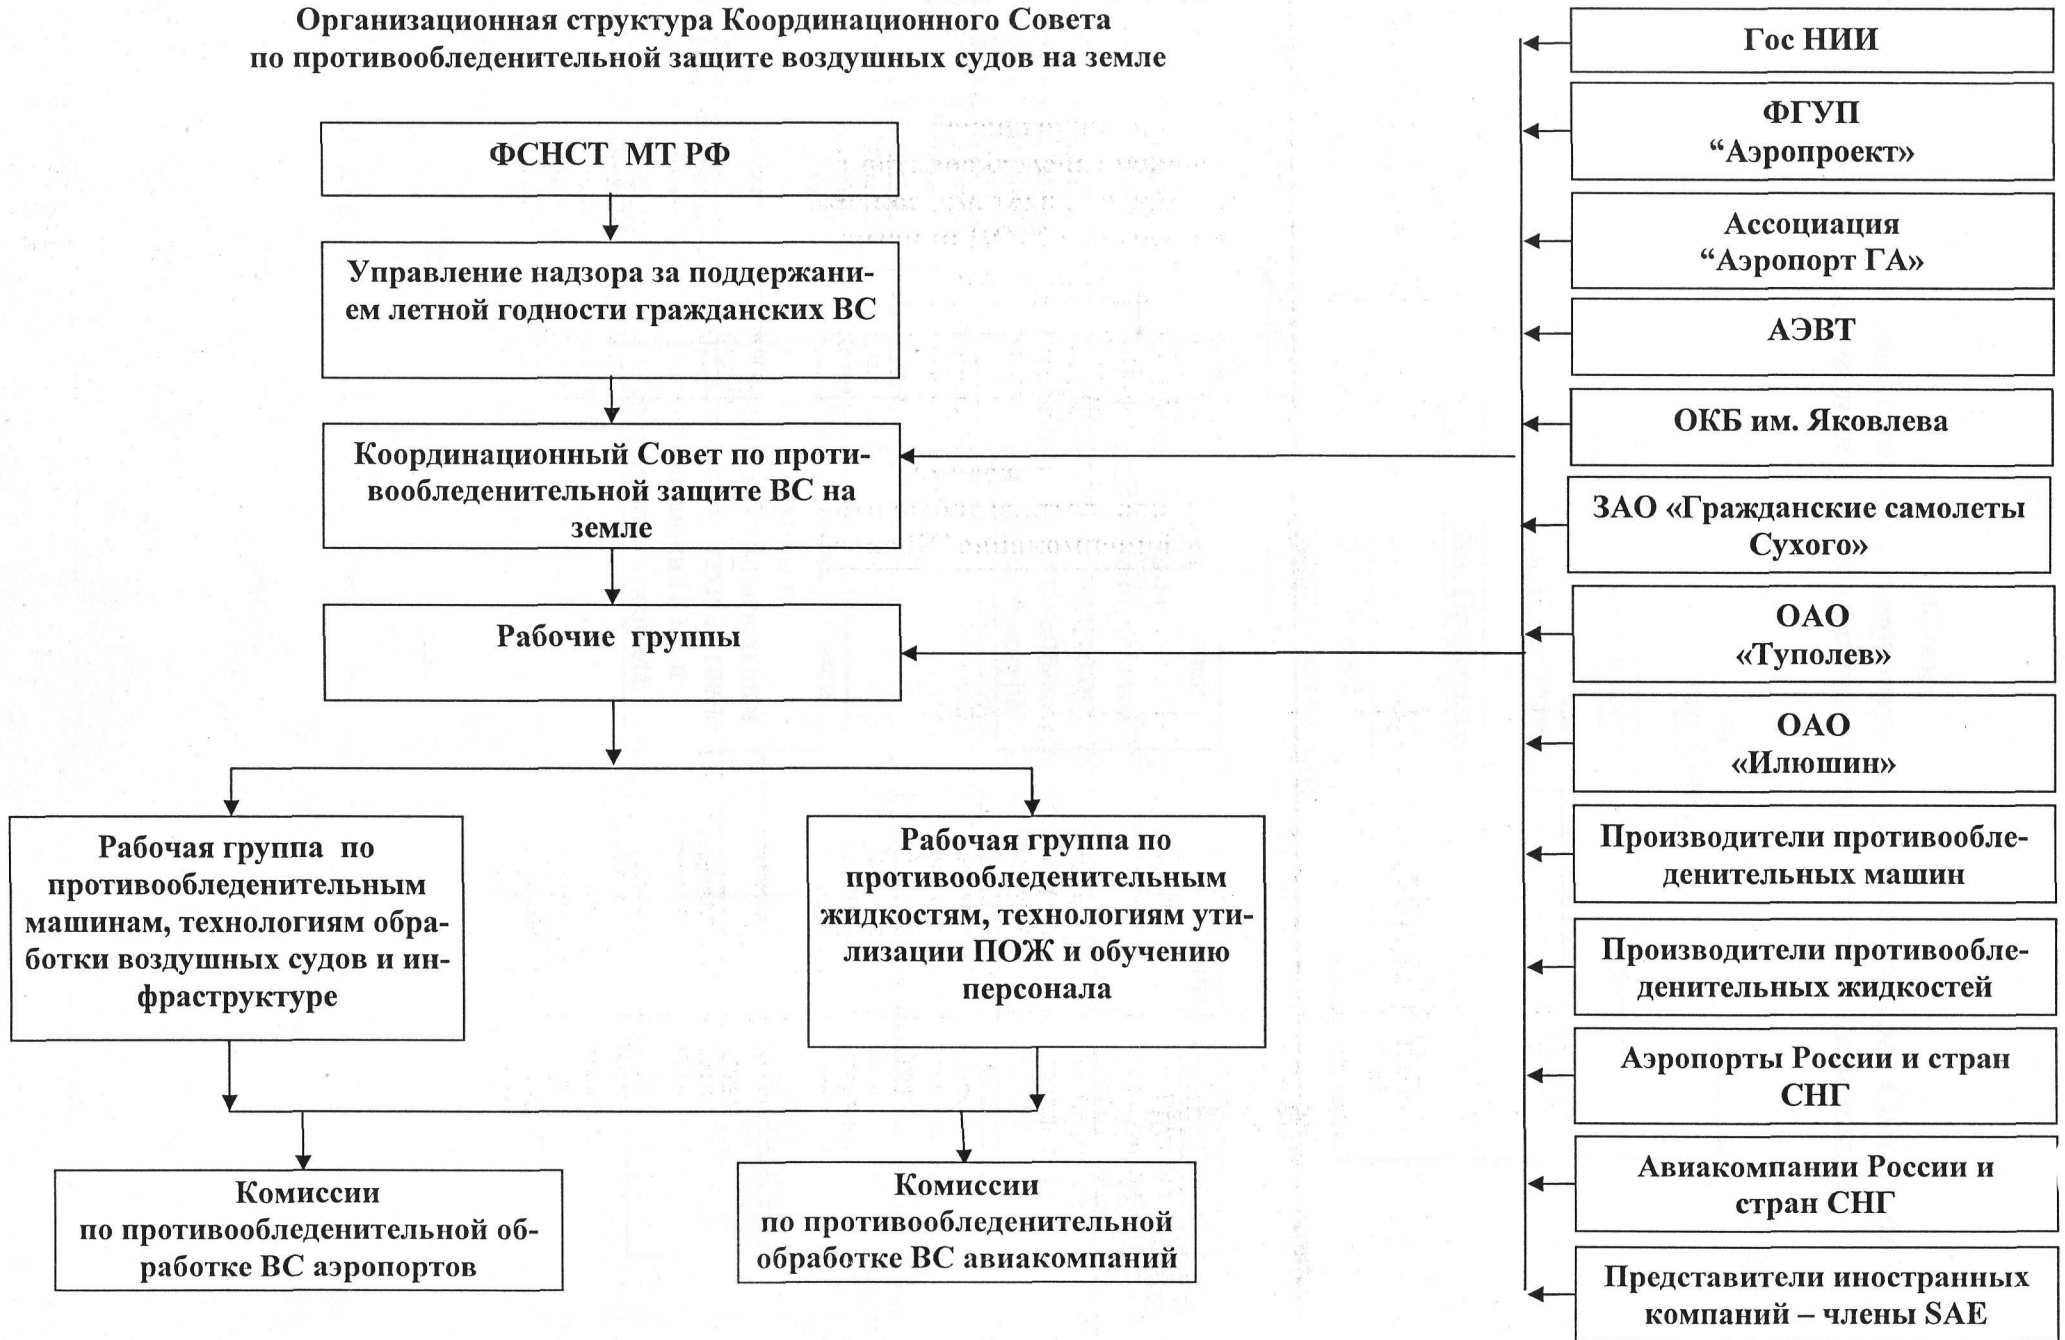 Организационная структура Координационного Совета
по противообледенительной защите воздушных судов на земле
ФСНСТ МТ РФ
Управление надзора за поддержани-
ем летной годности гражданских ВС
Координационный Совет по проти-
вообледенительной защите ВС на
земле
Рабочие группы
Рабочая группа по
противообледенительным
машинам, технологиям обра-
ботки воздушных судов и ин-
фраструктуре
Рабочая группа по
противообледенительным
жидкостям, технологиям ути-
лизации ПОЖ и обучению
персонала
Комиссии
по противообледенительной об-
работке ВС аэропортов
Комиссии
по противообледенительной
обработке ВС авиакомпаний
Гос НИИ
ФГУП
“Аэропроект»
Ассоциация
“Аэропорт ГА»
АЭВТ
ОКБ им. Яковлева
ЗАО «Гражданские самолеты
Сухого»
ОАО
«Туполев»
ОАО
«Илюшин»
Производители противообле-
денительных машин
Производители противообле-
денительных жидкостей
Аэропорты России и стран
СНГ
Авиакомпании России и
стран СНГ
Представители иностранных
компаний – члены SAE